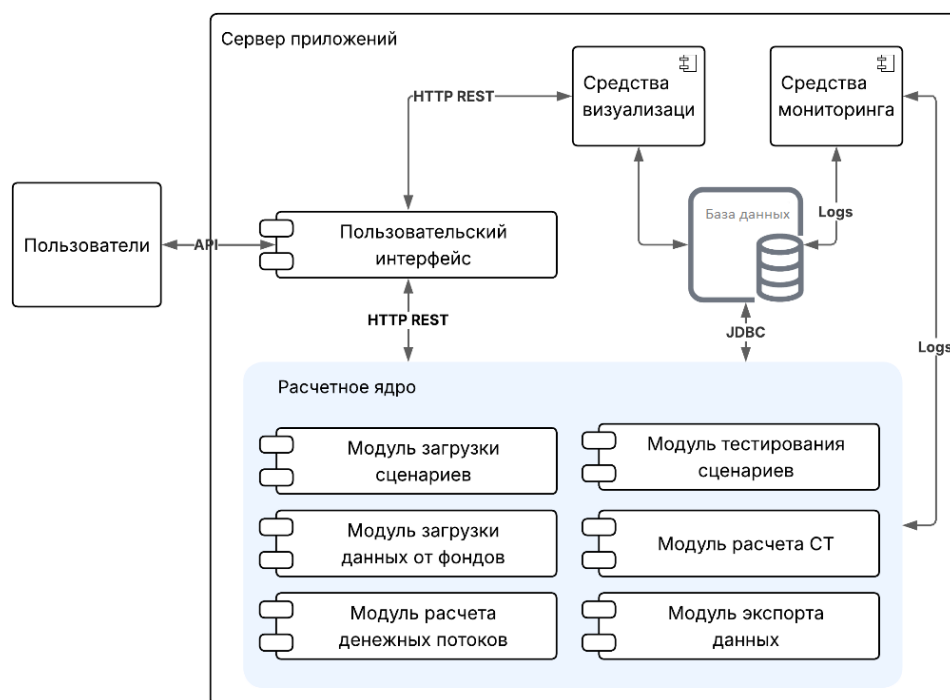 Сервер приложений
Средства
визуализаци
Средства
мониторинга
HTTP REST
База данных
Logs
Пользователи
API
Пользовательский
интерфейс
HTTP REST
JDBC
Logs
Расчетное ядро
Модуль загрузки
сценариев
Модуль тестирования
сценариев
Модуль загрузки
данных от фондов
Модуль расчета СТ
Модуль расчета
денежных потоков
Модуль экспорта
данных